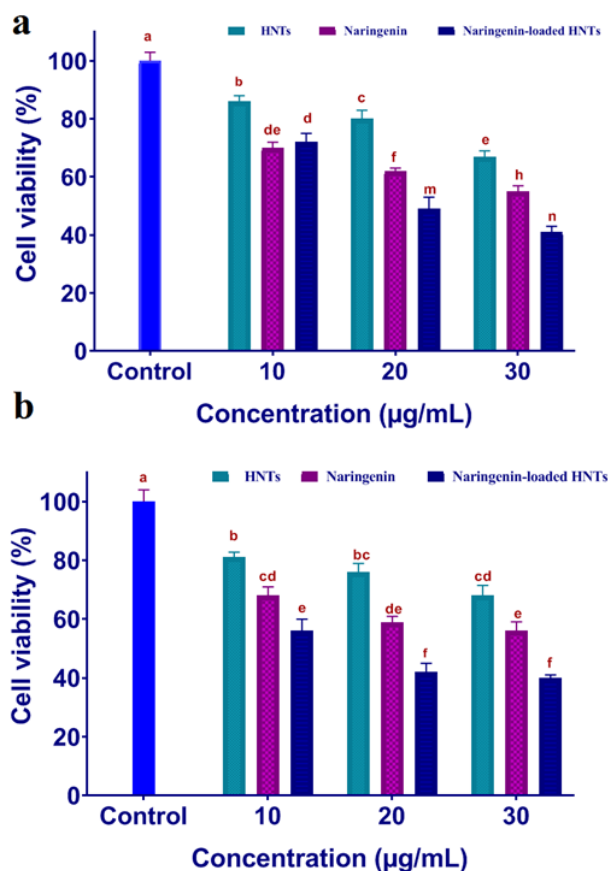 a
HNTs Naringenin Naringenin-loaded HNTs
Cell viability (%)
100
80
60
40
20
0
a
b
de
d
c
f
m
e
h
n
Control 10 20 30
Concentration (µg/mL)
b
HNTs Naringenin Naringenin-loaded HNTs
Cell viability (%)
100
80
60
40
20
0
a
b
cd
e
bc
de
f
cd
e
f
Control 10 20 30
Concentration (µg/mL)